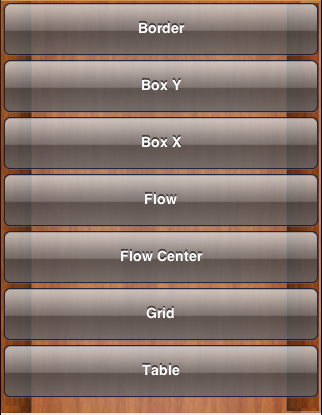 Border
Box Y
Box X
Flow
Flow Center
Grid
Table